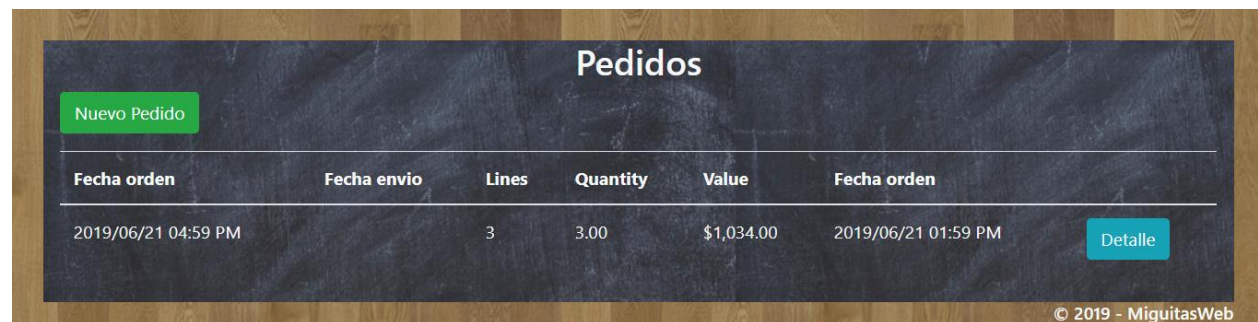 Pedidos
Nuevo Pedido
Fecha orden Fecha envio Lines Quantity Value Fecha orden
2019/06/21 04:59 PM 3 3.00 $1,034.00 2019/06/21 01:59 PM Detalle
© 2019 - MiguitasWeb